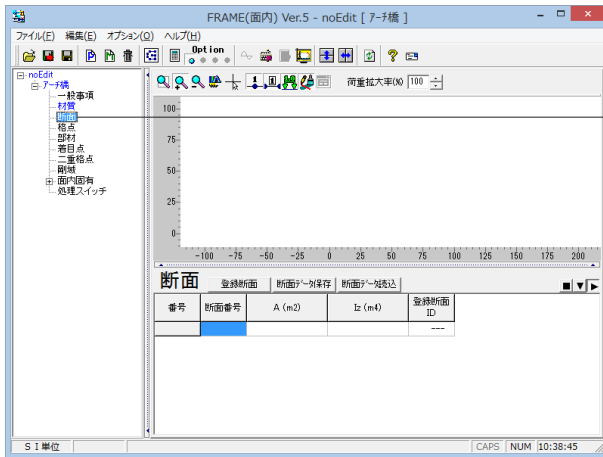 FRAME(面内) Ver.5 - noEdit [ ｱｰﾁ橋 ]
ファイル(F) 編集(E) オプション(O) ヘルプ(H)
Option
noEdit
ｱｰﾁ橋
一般事項
材質
断面
格点
部材
着目点
二重格点
剛域
面内固有
処理スイッチ
荷重拡大率(%) 100
100
75
50
25
0
-100 -75 -50 -25 0 25 50 75 100 125 150 175 200
断面 登録断面 断面ﾃﾞｰﾀ保存 断面ﾃﾞｰﾀ読込
番号 断面番号 A (m2) Iz (m4) 登録断面
ID
---
ＳＩ単位 CAPS NUM 10:38:45